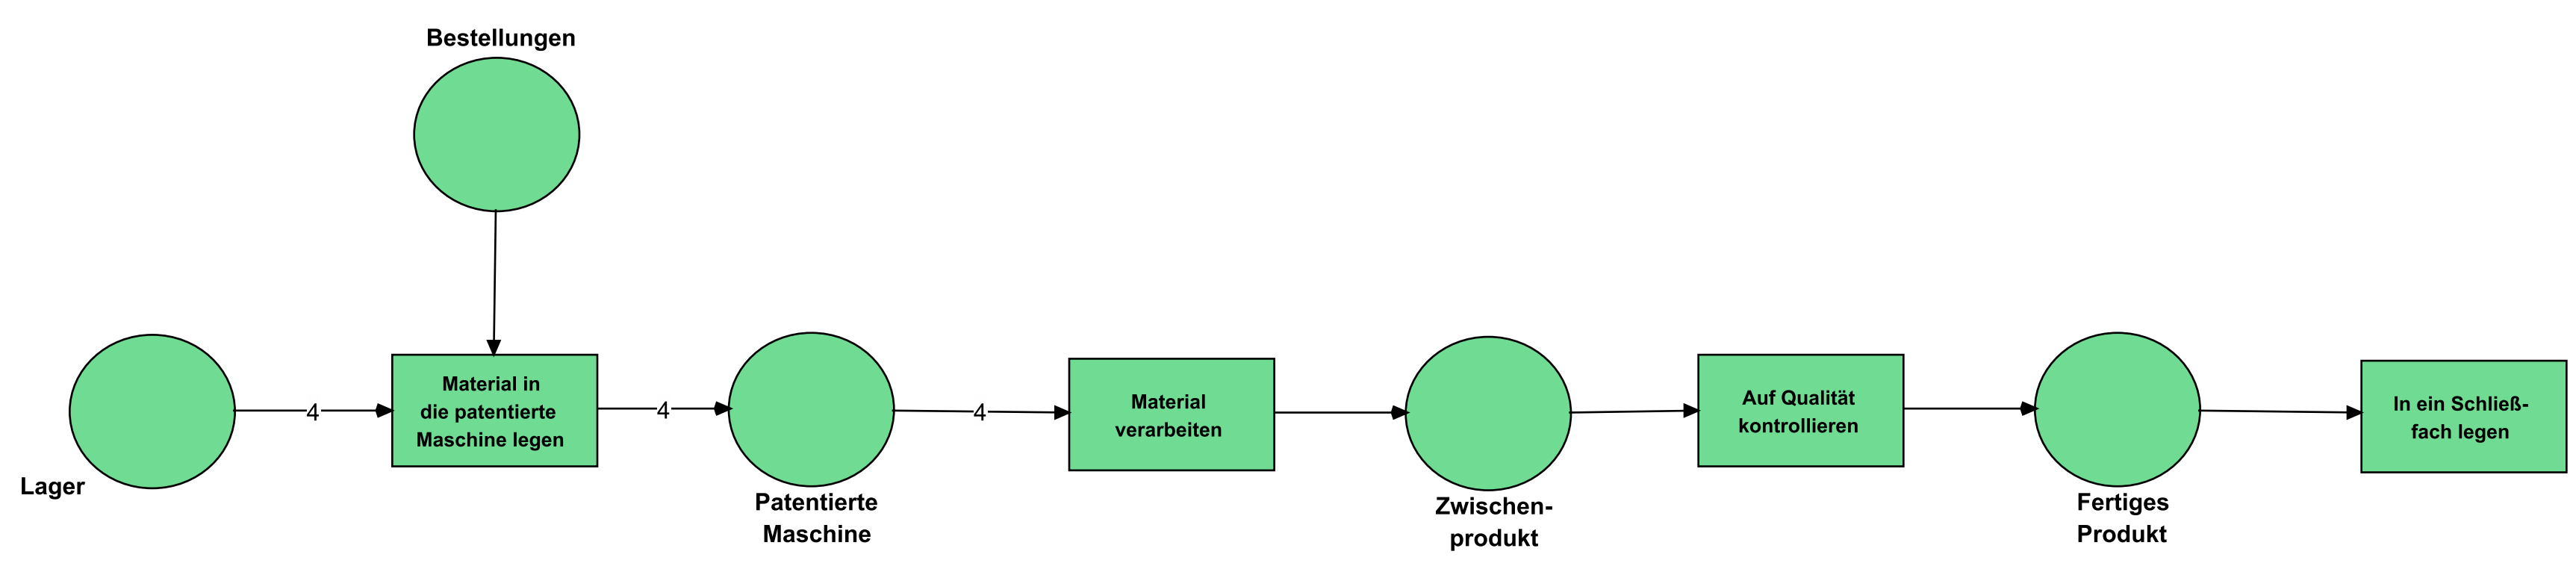 Bestellungen
Lager
4
Material in
die patentierte
Maschine legen
4
Patentierte
Maschine
4
Material
verarbeiten
Zwischen-
produkt
Auf Qualität
kontrollieren
Fertiges
Produkt
In ein Schließ-
fach legen